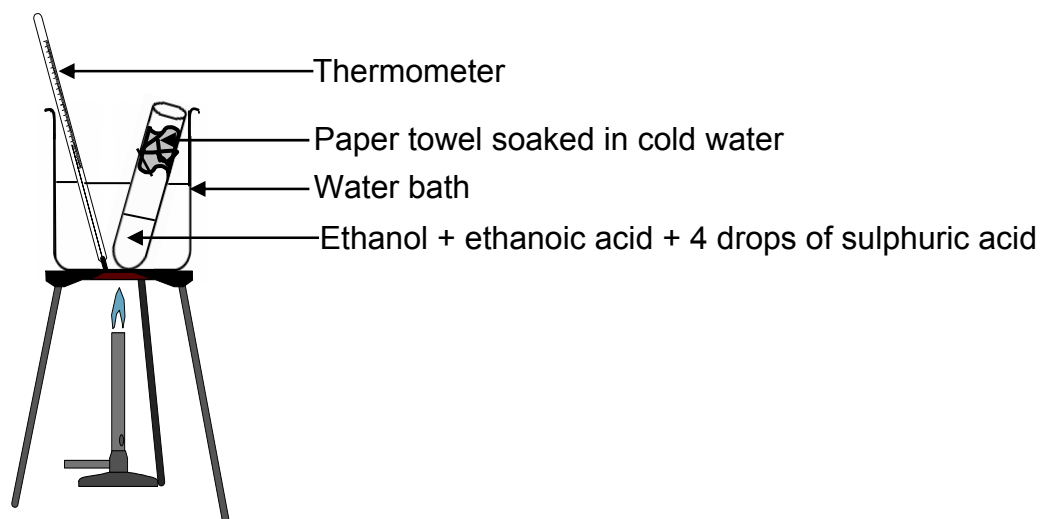 Thermometer
Paper towel soaked in cold water
Water bath
Ethanol + ethanoic acid + 4 drops of sulphuric acid